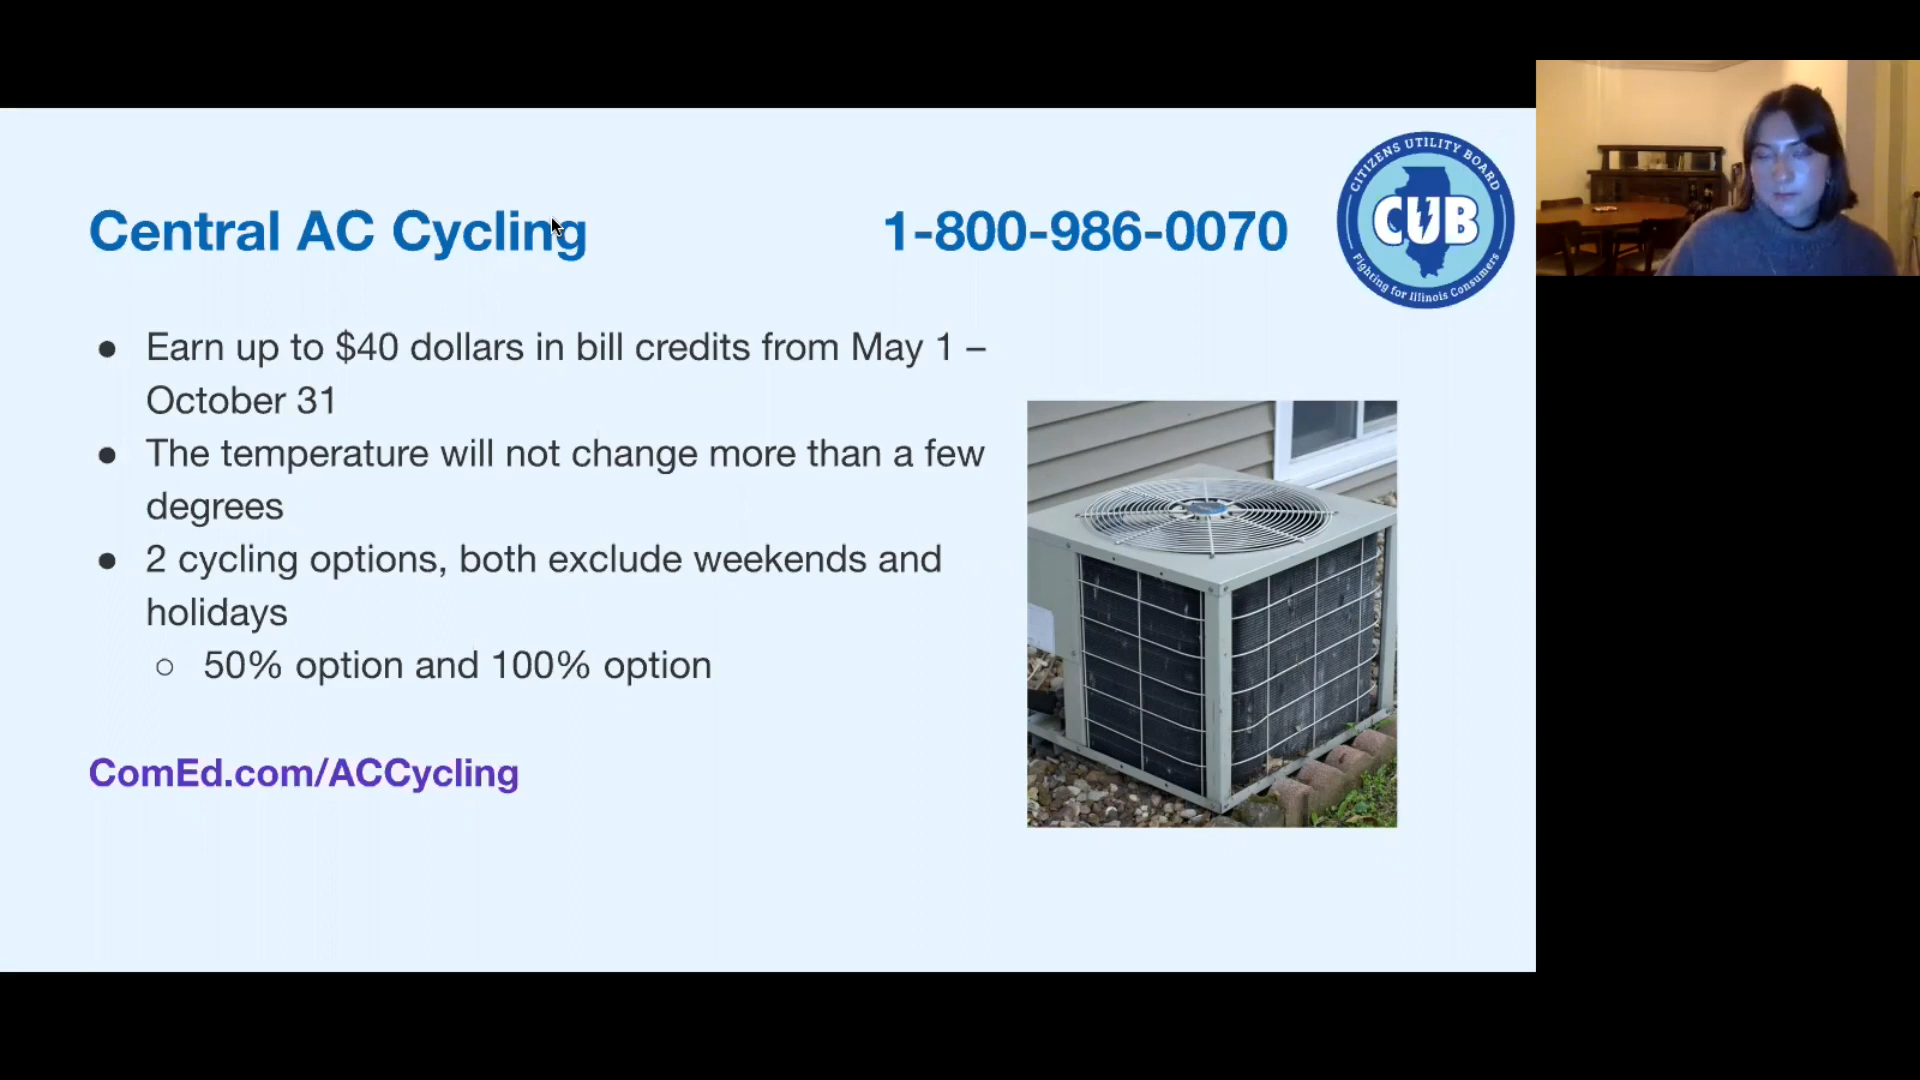 Central AC Cycling
1-800-986-0070
CITIZENS UTILITY BOARD
CUB
Fighting for Illinois Consumers
● Earn up to $40 dollars in bill credits from May 1 –
October 31
● The temperature will not change more than a few
degrees
● 2 cycling options, both exclude weekends and
holidays
○ 50% option and 100% option
ComEd.com/ACCycling